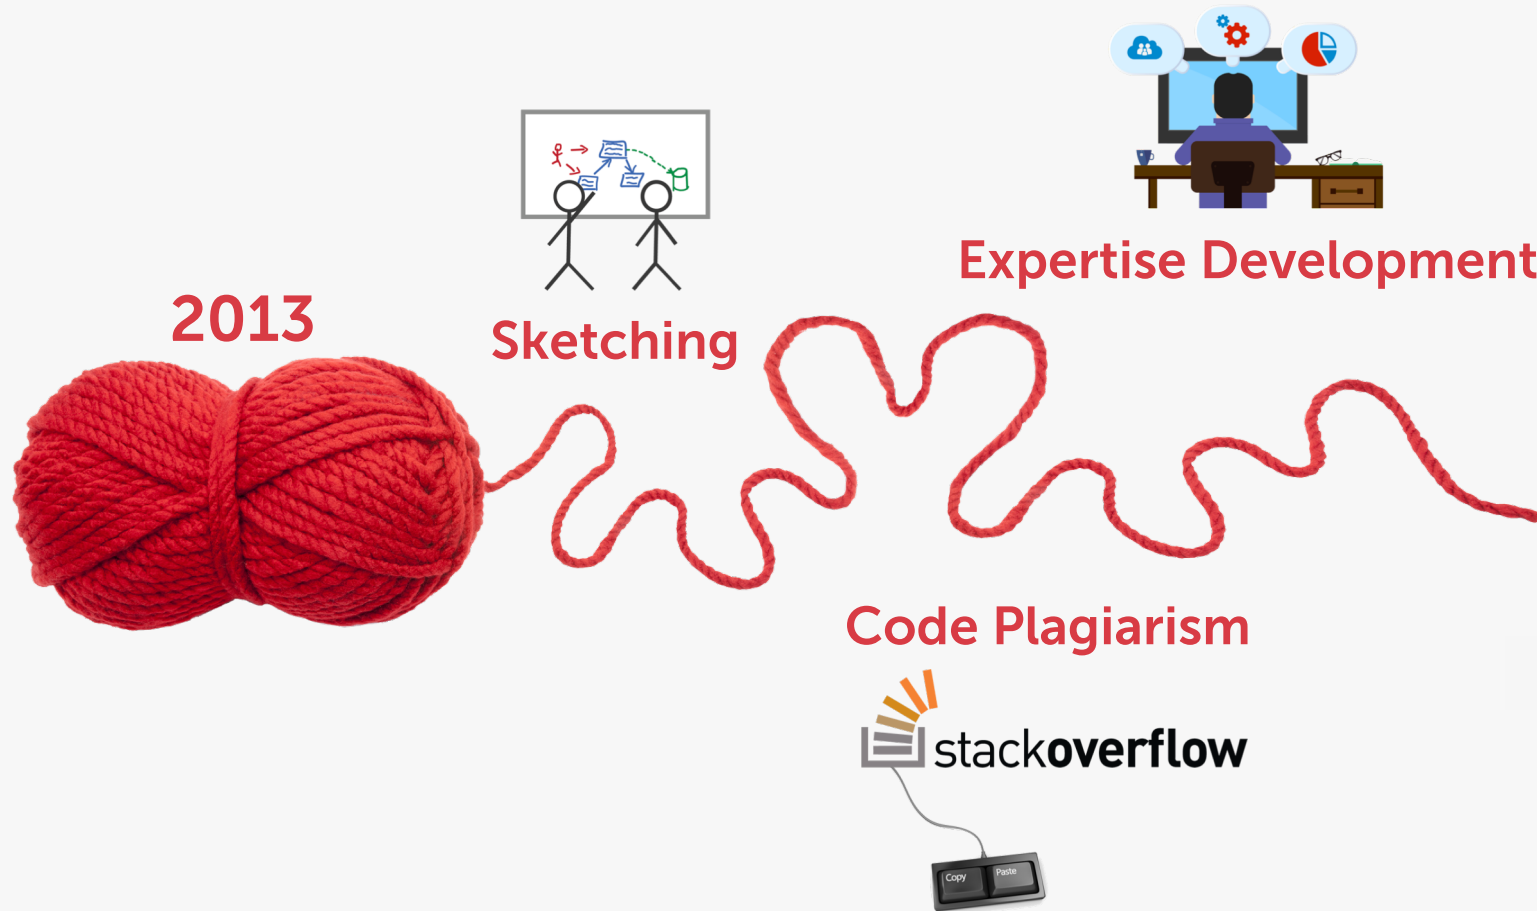 2013
Sketching
Expertise Development
Code Plagiarism
stackoverflow
Copy
Paste